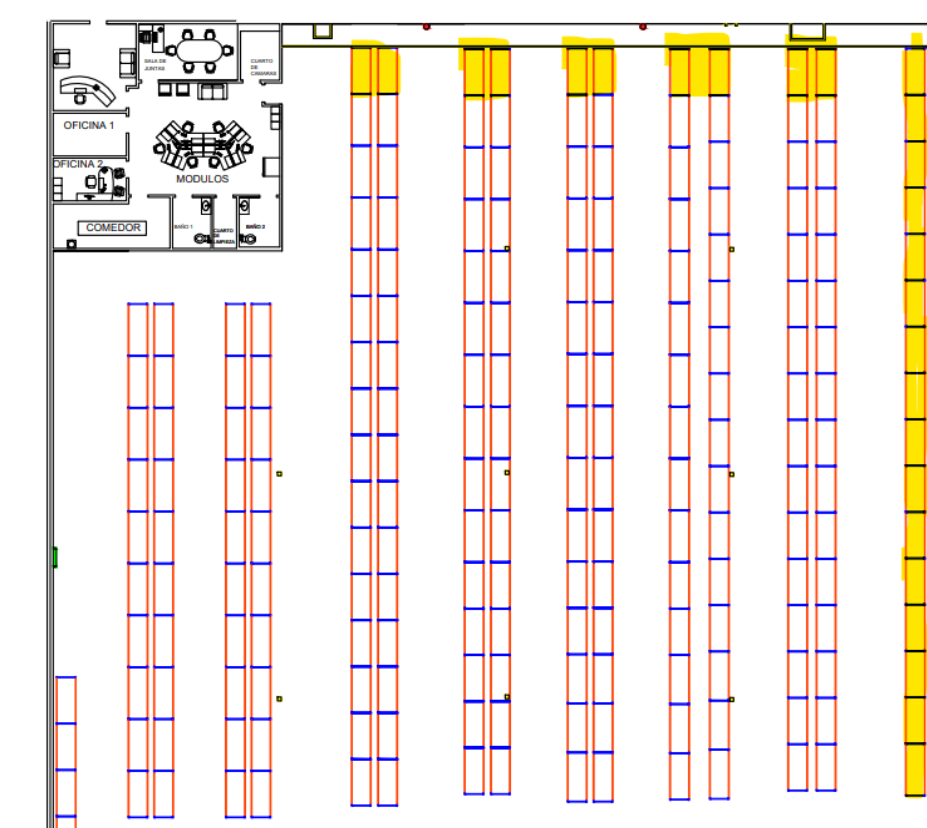 SALA DE
JUNTAS
CUARTO
DE
CAMARAS
OFICINA 1
OFICINA 2
MODULOS
COMEDOR
BAÑO 1
CUARTO
DE
LIMPIEZA
BAÑO 2